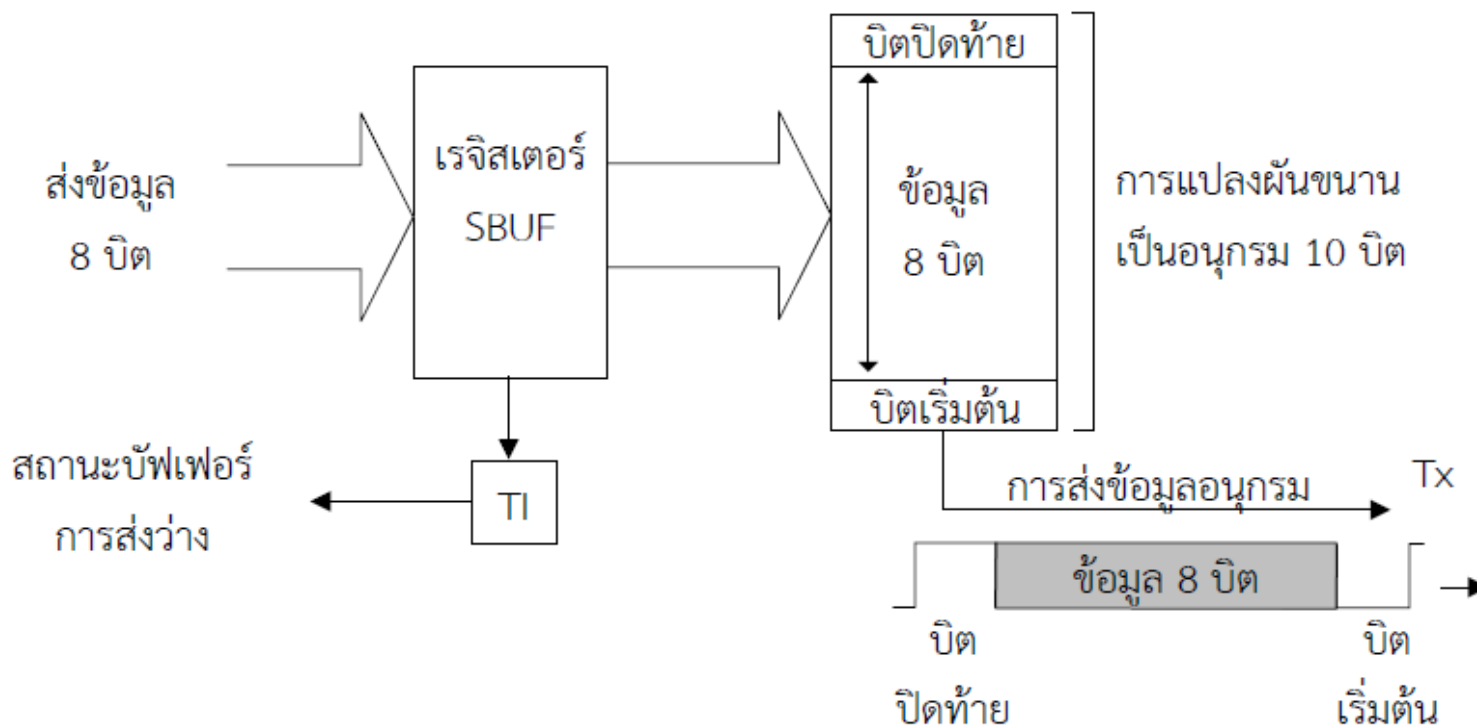 บิตปิดท้าย
ส่งข้อมูล
8 บิต
เรจิสเตอร์
SBUF
ข้อมูล
8 บิต
การแปลงผันขนาน
เป็นอนุกรม 10 บิต
บิตเริ่มต้น
สถานะบัฟเฟอร์
การส่งว่าง
TI
การส่งข้อมูลอนุกรม
Tx
ข้อมูล 8 บิต
บิต
ปิดท้าย
บิต
เริ่มต้น